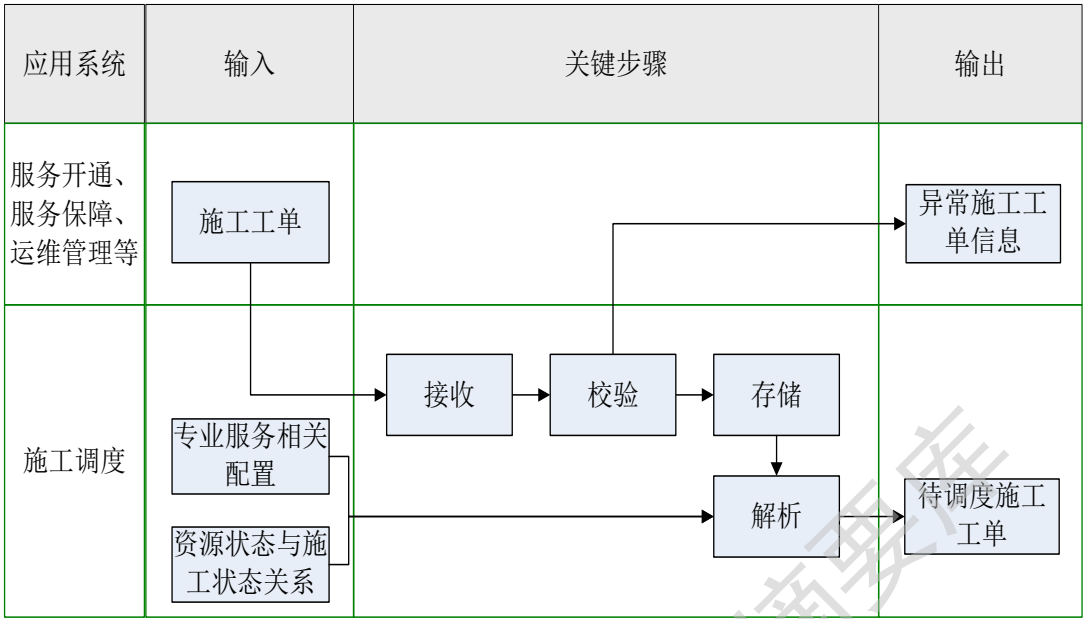 应用系统
输入
关键步骤
输出
服务开通、
服务保障、
运维管理等
施工工单
异常施工工
单信息
施工调度
接收
校验
存储
专业服务相关
配置
解析
待调度施工
工单
资源状态与施
工状态关系
摘要库